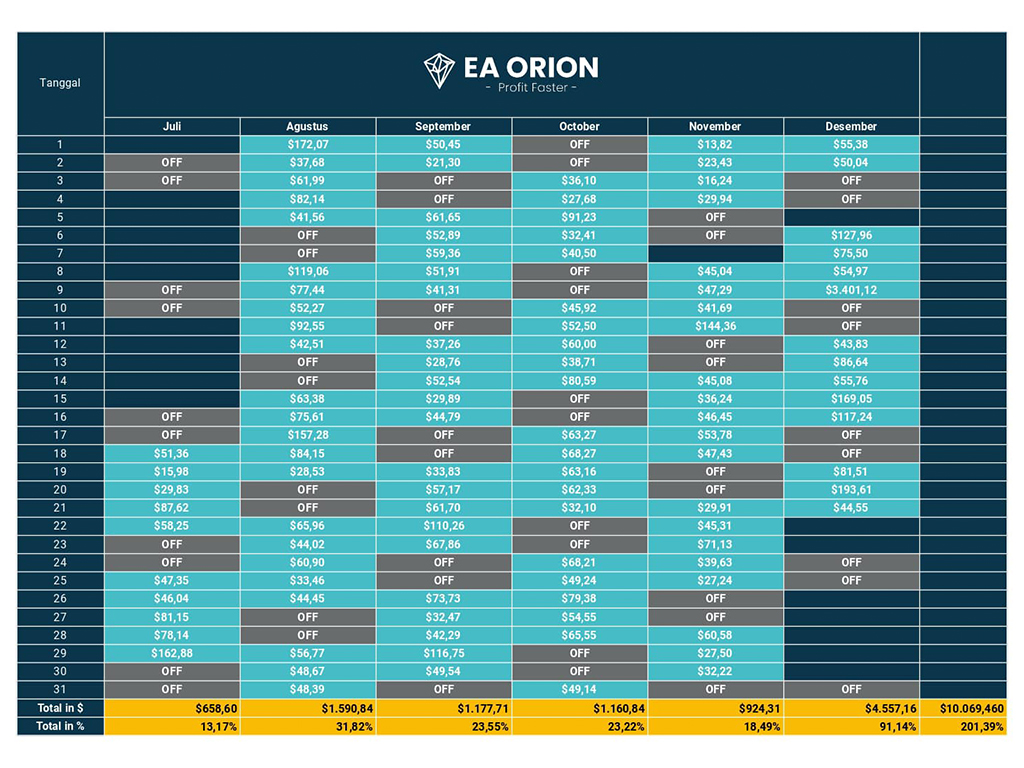 EA ORION
Tanggal
- Profit Faster -
Juli Agustus September October November Desember
1 $172,07 $50,45 OFF $13,82 $55,38
2 OFF $37,68 $21,30 OFF $23,43 $50,04
3 OFF $61,99 OFF $36,10 $16,24 OFF
4 $82,14 OFF $27,68 $29,94 OFF
5 $41,56 $61,65 $91,23 OFF
6 OFF $52,89 $32,41 OFF $127,96
7 OFF $59,36 $40,50 $75,50
8 $119,06 $51,91 OFF $45,04 $54,97
9 OFF $77,44 $41,31 OFF $47,29 $3.401,12
10 OFF $52,27 OFF $45,92 $41,69 OFF
11 $92,55 OFF $52,50 $144,36 OFF
12 $42,51 $37,26 $60,00 OFF $43,83
13 OFF $28,76 $38,71 OFF $86,64
14 OFF $52,54 $80,59 $45,08 $55,76
15 $63,38 $29,89 OFF $36,24 $169,05
16 OFF $75,61 $44,79 OFF $46,45 $117,24
17 OFF $157,28 OFF $63,27 $53,78 OFF
18 $51,36 $84,15 OFF $68,27 $47,43 OFF
19 $15,98 $28,53 $33,83 $63,16 OFF $81,51
20 $29,83 OFF $57,17 $62,33 OFF $193,61
21 $87,62 OFF $61,70 $32,10 $29,91 $44,55
22 $58,25 $65,96 $110,26 OFF $45,31
23 OFF $44,02 $67,86 OFF $71,13
24 OFF $60,90 OFF $68,21 $39,63 OFF
25 $47,35 $33,46 OFF $49,24 $27,24 OFF
26 $46,04 $44,45 $73,73 $79,38 OFF
27 $81,15 OFF $32,47 $54,55 OFF
28 $78,14 OFF $42,29 $65,55 $60,58
29 $162,88 $56,77 $116,75 OFF $27,50
30 OFF $48,67 $49,54 OFF $32,22
31 OFF $48,39 OFF $49,14 OFF OFF
Total in $ $658,60 $1.590,84 $1.177,71 $1.160,84 $924,31 $4.557,16 $10.069,460
Total in % 13,17% 31,82% 23,55% 23,22% 18,49% 91,14% 201,39%